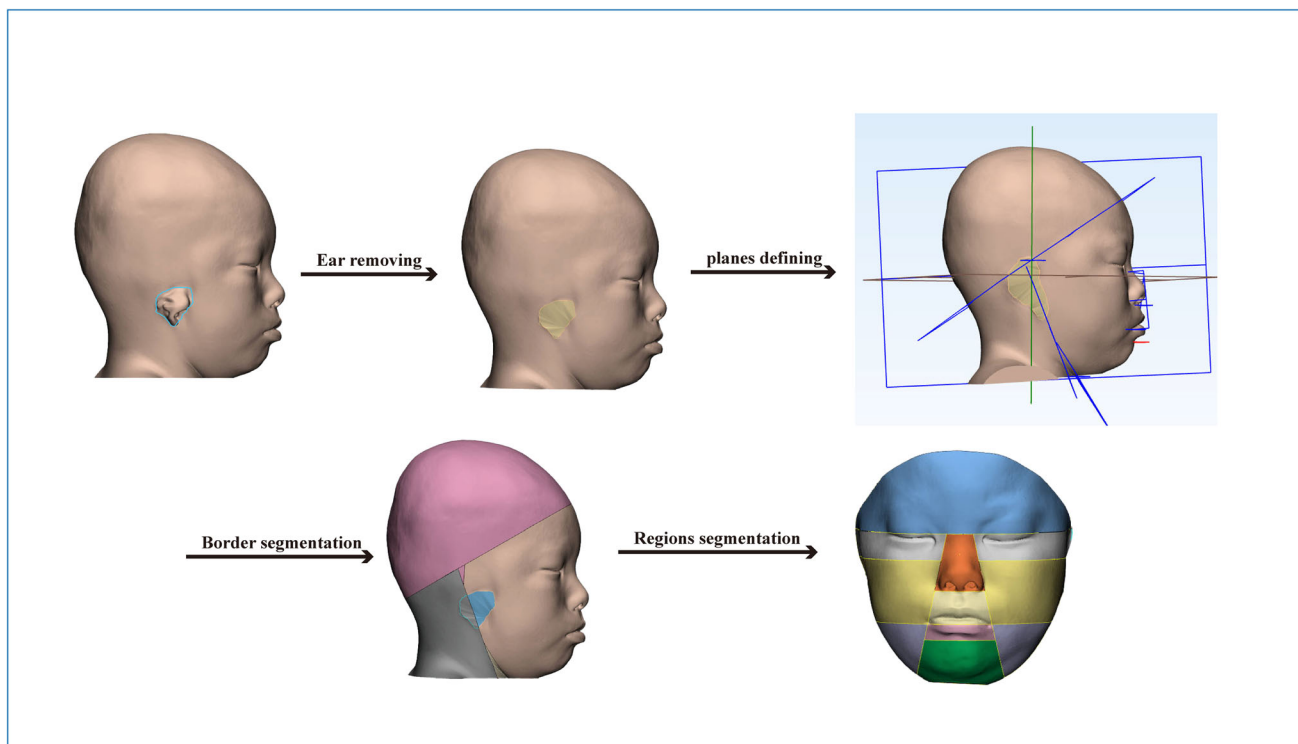 Ear removing
planes defining
Border segmentation
Regions segmentation